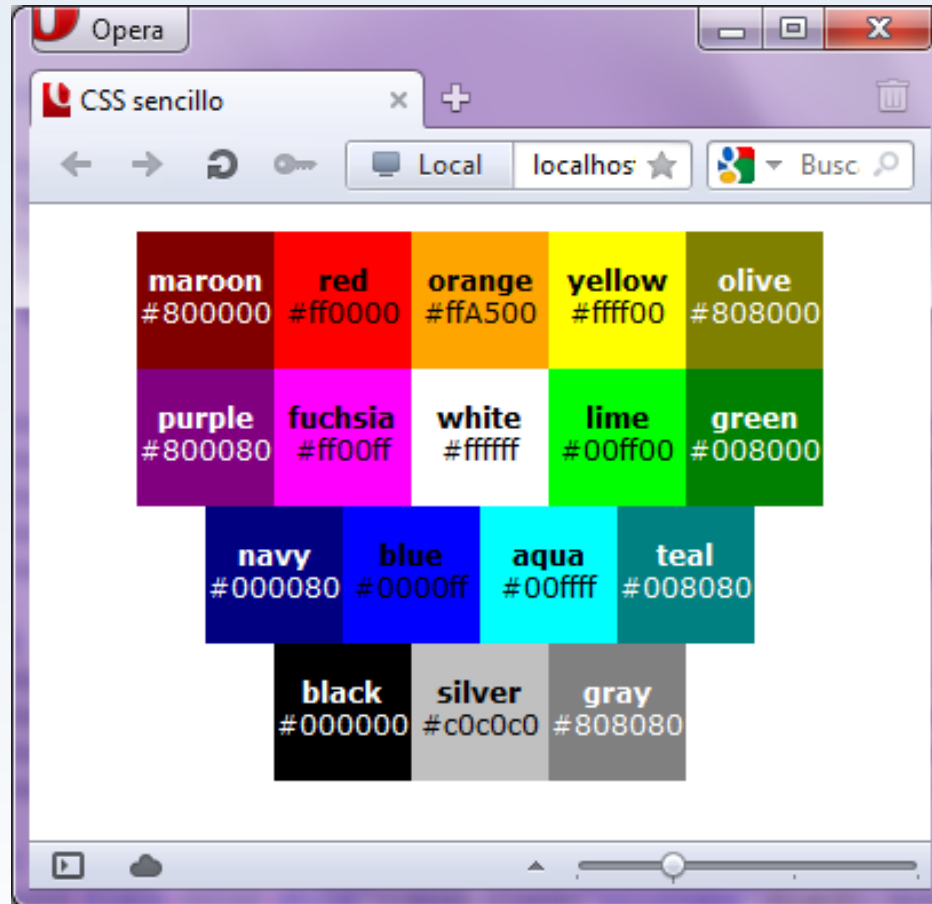 Opera
CSS sencillo
Local localhos Busc
maroon red orange yellow olive
#800000 #ff0000 #ffA500 #ffff00 #808000
purple fuchsia white lime green
#800080 #ff00ff #ffffff #00ff00 #008000
navy blue aqua teal
#000080 #0000ff #00ffff #008080
black silver gray
#000000 #c0c0c0 #808080